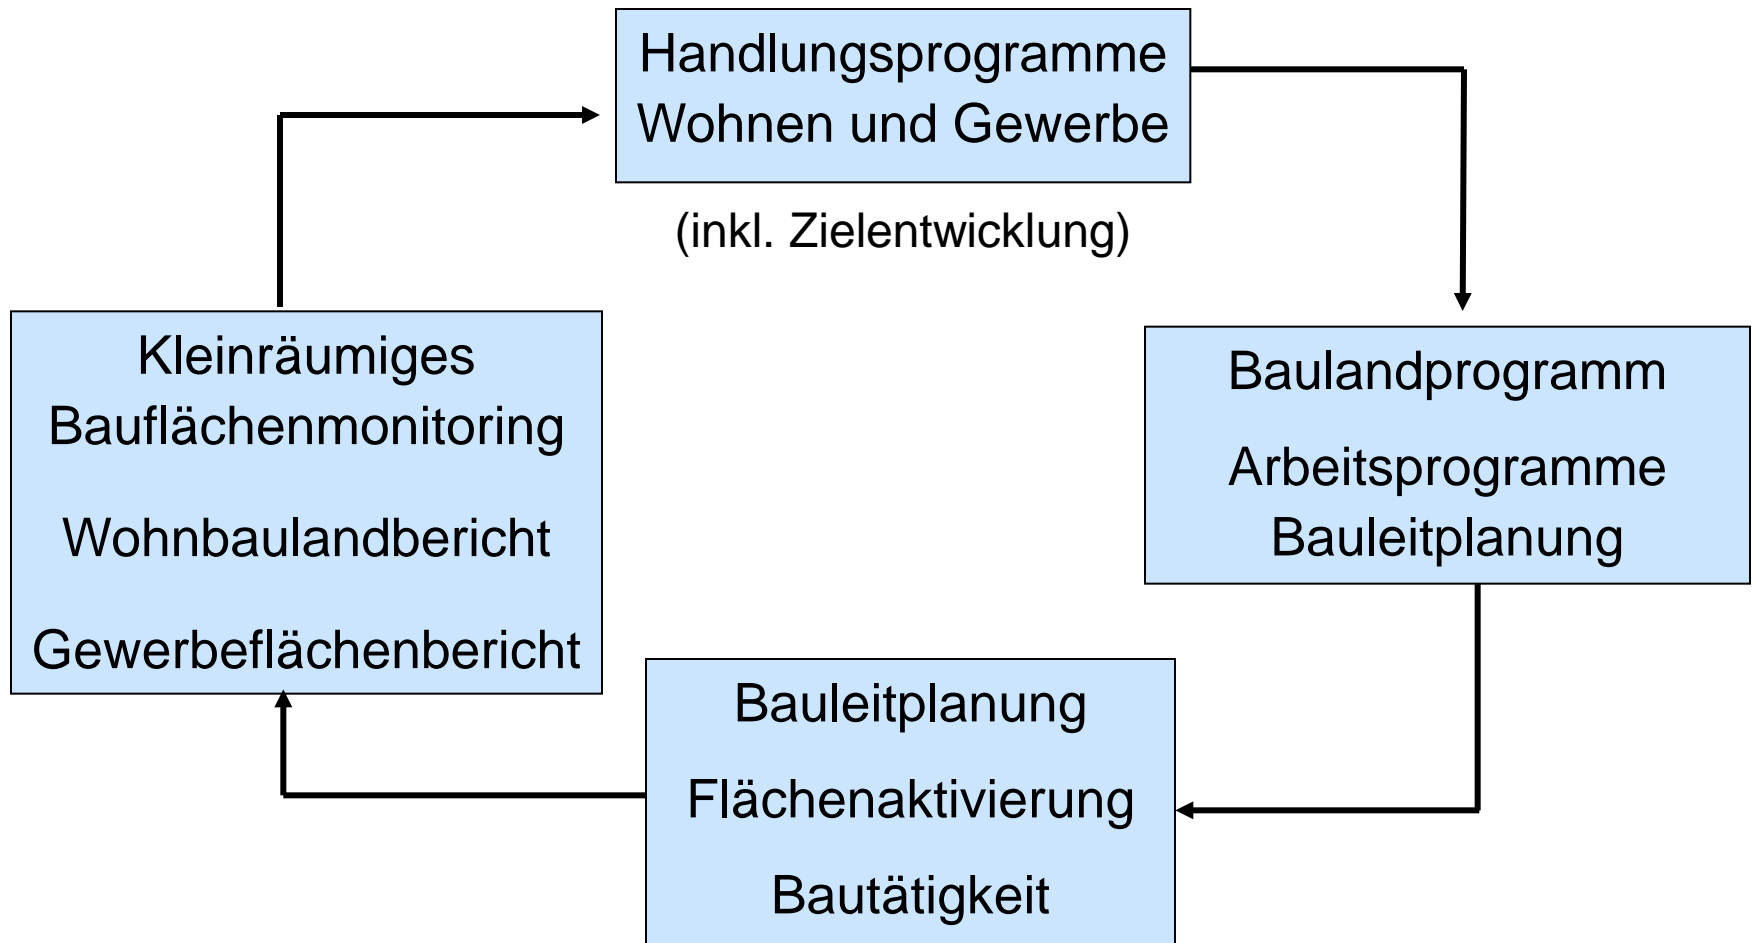 Handlungsprogramme
Wohnen und Gewerbe
(inkl. Zielentwicklung)
Kleinräumiges
Bauflächenmonitoring
Wohnbaulandbericht
Gewerbeflächenbericht
Baulandprogramm
Arbeitsprogramme
Bauleitplanung
Bauleitplanung
Flächenaktivierung
Bautätigkeit